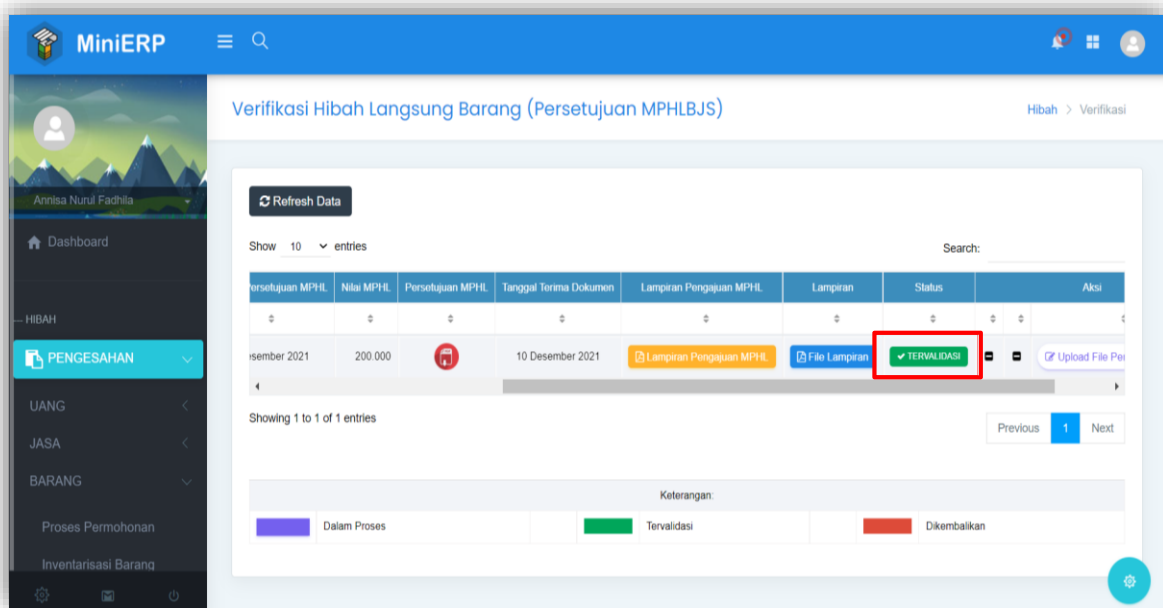 MiniERP
Verifikasi Hibah Langsung Barang (Persetujuan MPHLBJS)
Hibah > Verifikasi
Annisa Nurul Fadhila
Refresh Data
Dashboard
Show 10 entries
Search:
ersetujuan MPHL Nilai MPHL Persetujuan MPHL Tanggal Terima Dokumen Lampiran Pengajuan MPHL Lampiran Status Aksi
HIBAH
PENGESAHAN
sember 2021 200.000 10 Desember 2021 Lampiran Pengajuan MPHL File Lampiran TERVALIDASI Upload File Per
UANG
Showing 1 to 1 of 1 entries
Previous 1 Next
JASA
BARANG
Keterangan:
Proses Permohonan
Dalam Proses Tervalidasi Dikembalikan
Inventarisasi Barang